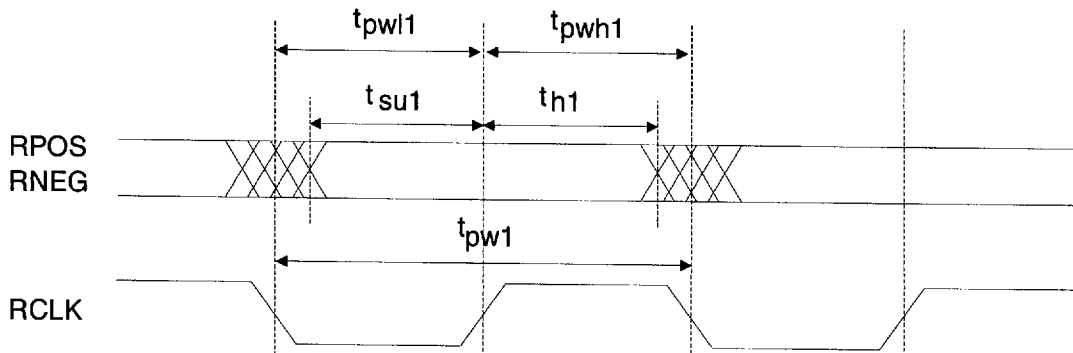 tpwl1 tpwh1
tsu1 th1
RPOS
RNEG
tpw1
RCLK